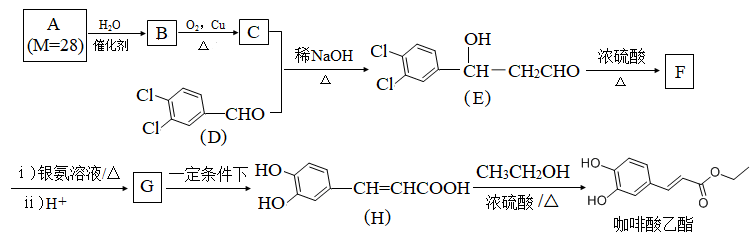 A
(M=28)
H₂O
催化剂
B
O₂，Cu
△
C
Cl
Cl
CHO
(D)
稀NaOH
△
Cl
Cl
OH
CH—CH₂CHO
(E)
浓硫酸
△
F
ⅰ)银氨溶液/△
ⅱ)H⁺
G
一定条件下
HO
HO
CH=CHCOOH
(H)
CH3CH2OH
浓硫酸/△
HO
HO
O
O
咖啡酸乙酯